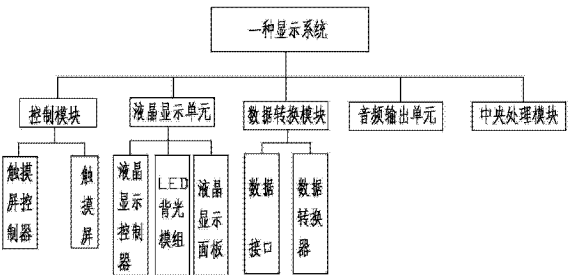 一种显示系统
控制模块
液晶显示单元
数据转换模块
音频输出单元
中央处理模块
触摸
屏控
制器
触
摸
屏
液晶
显示
控制
器
LED
背光
模组
液晶
显示
面板
数据
接口
数据
转换
器